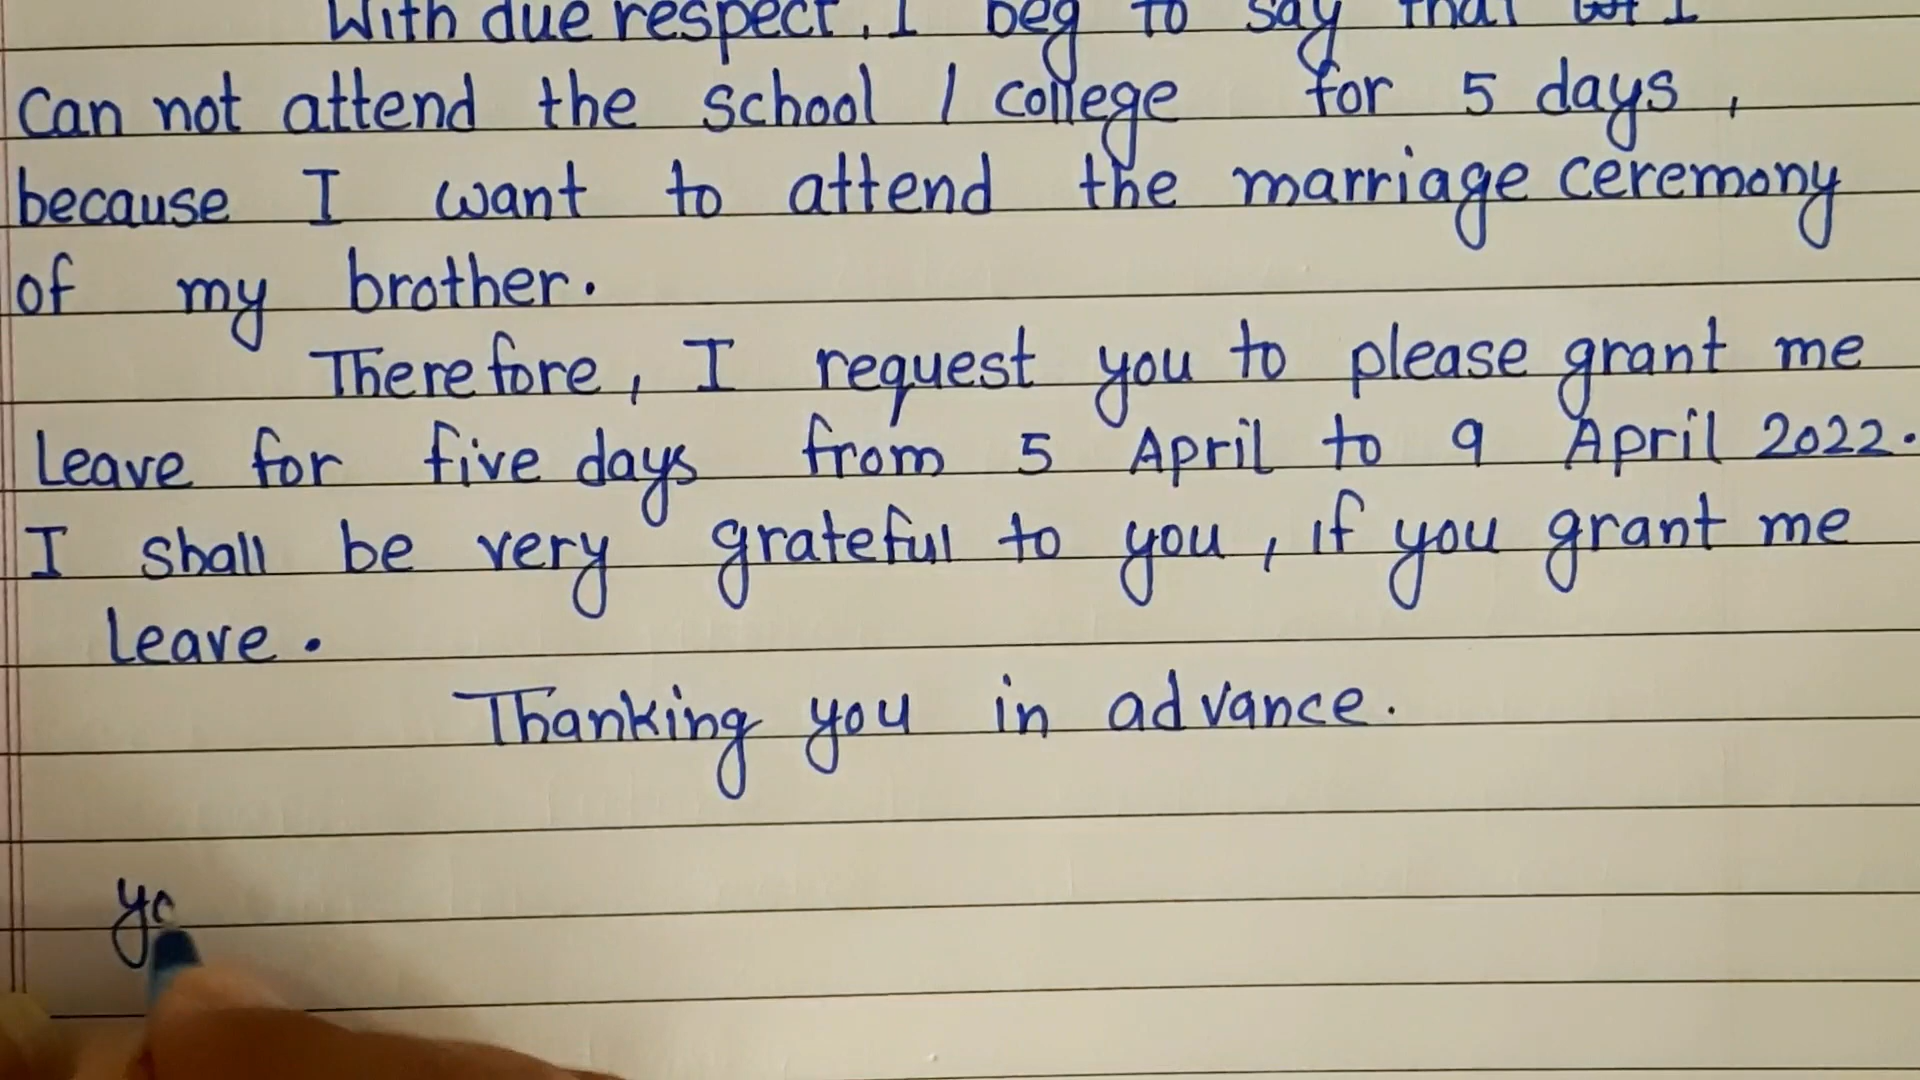 With due respect, I beg to say that I
can not attend the school / college for 5 days,
because I want to attend the marriage ceremony
of my brother.
Therefore, I request you to please grant me
leave for five days from 5 April to 9 April 2022.
I shall be very grateful to you, if you grant me
leave.
Thanking you in advance.
yo